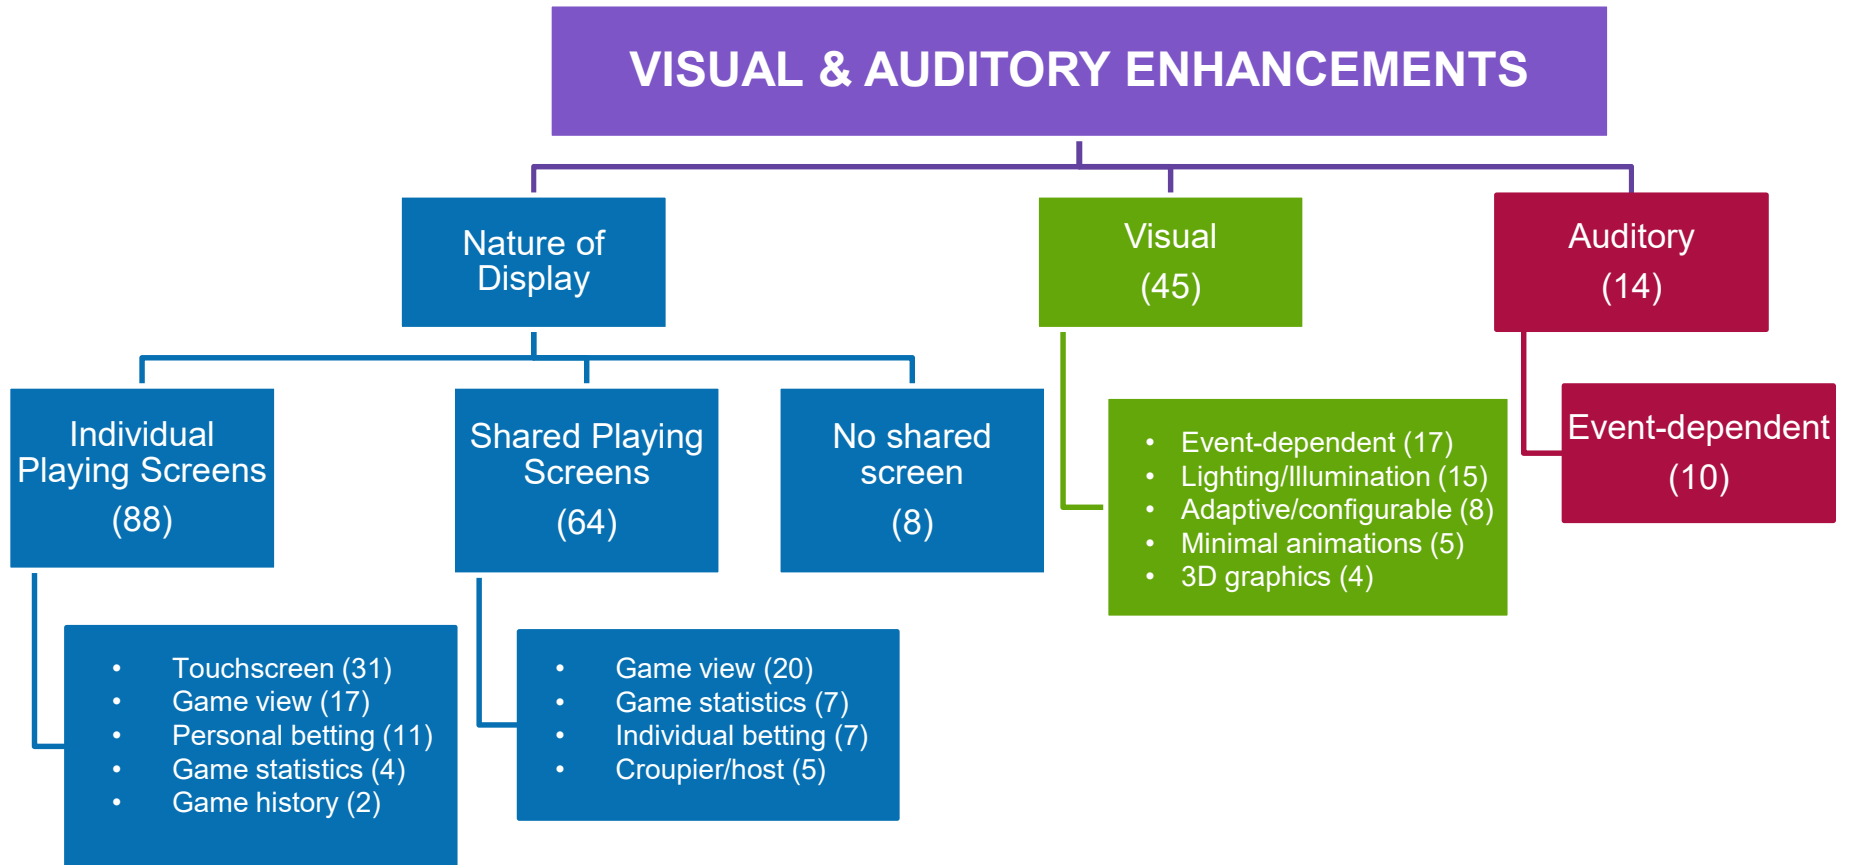 VISUAL & AUDITORY ENHANCEMENTS
Nature of
Display
Visual
(45)
Auditory
(14)
Individual
Playing Screens
(88)
Shared Playing
Screens
(64)
No shared
screen
(8)
• Event-dependent (17)
• Lighting/Illumination (15)
• Adaptive/configurable (8)
• Minimal animations (5)
• 3D graphics (4)
Event-dependent
(10)
• Touchscreen (31)
• Game view (17)
• Personal betting (11)
• Game statistics (4)
• Game history (2)
• Game view (20)
• Game statistics (7)
• Individual betting (7)
• Croupier/host (5)